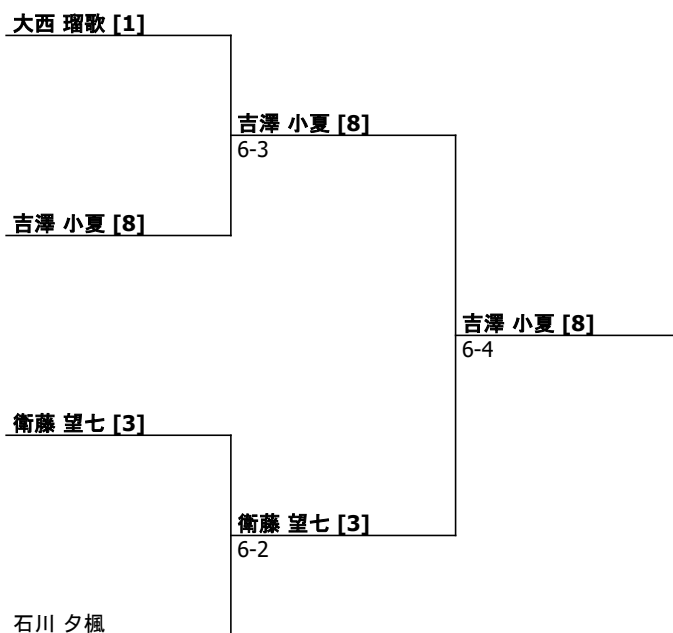 大西 瑠歌 [1]
吉澤 小夏 [8]
6-3
吉澤 小夏 [8]
吉澤 小夏 [8]
6-4
衛藤 望七 [3]
衛藤 望七 [3]
6-2
石川 夕楓